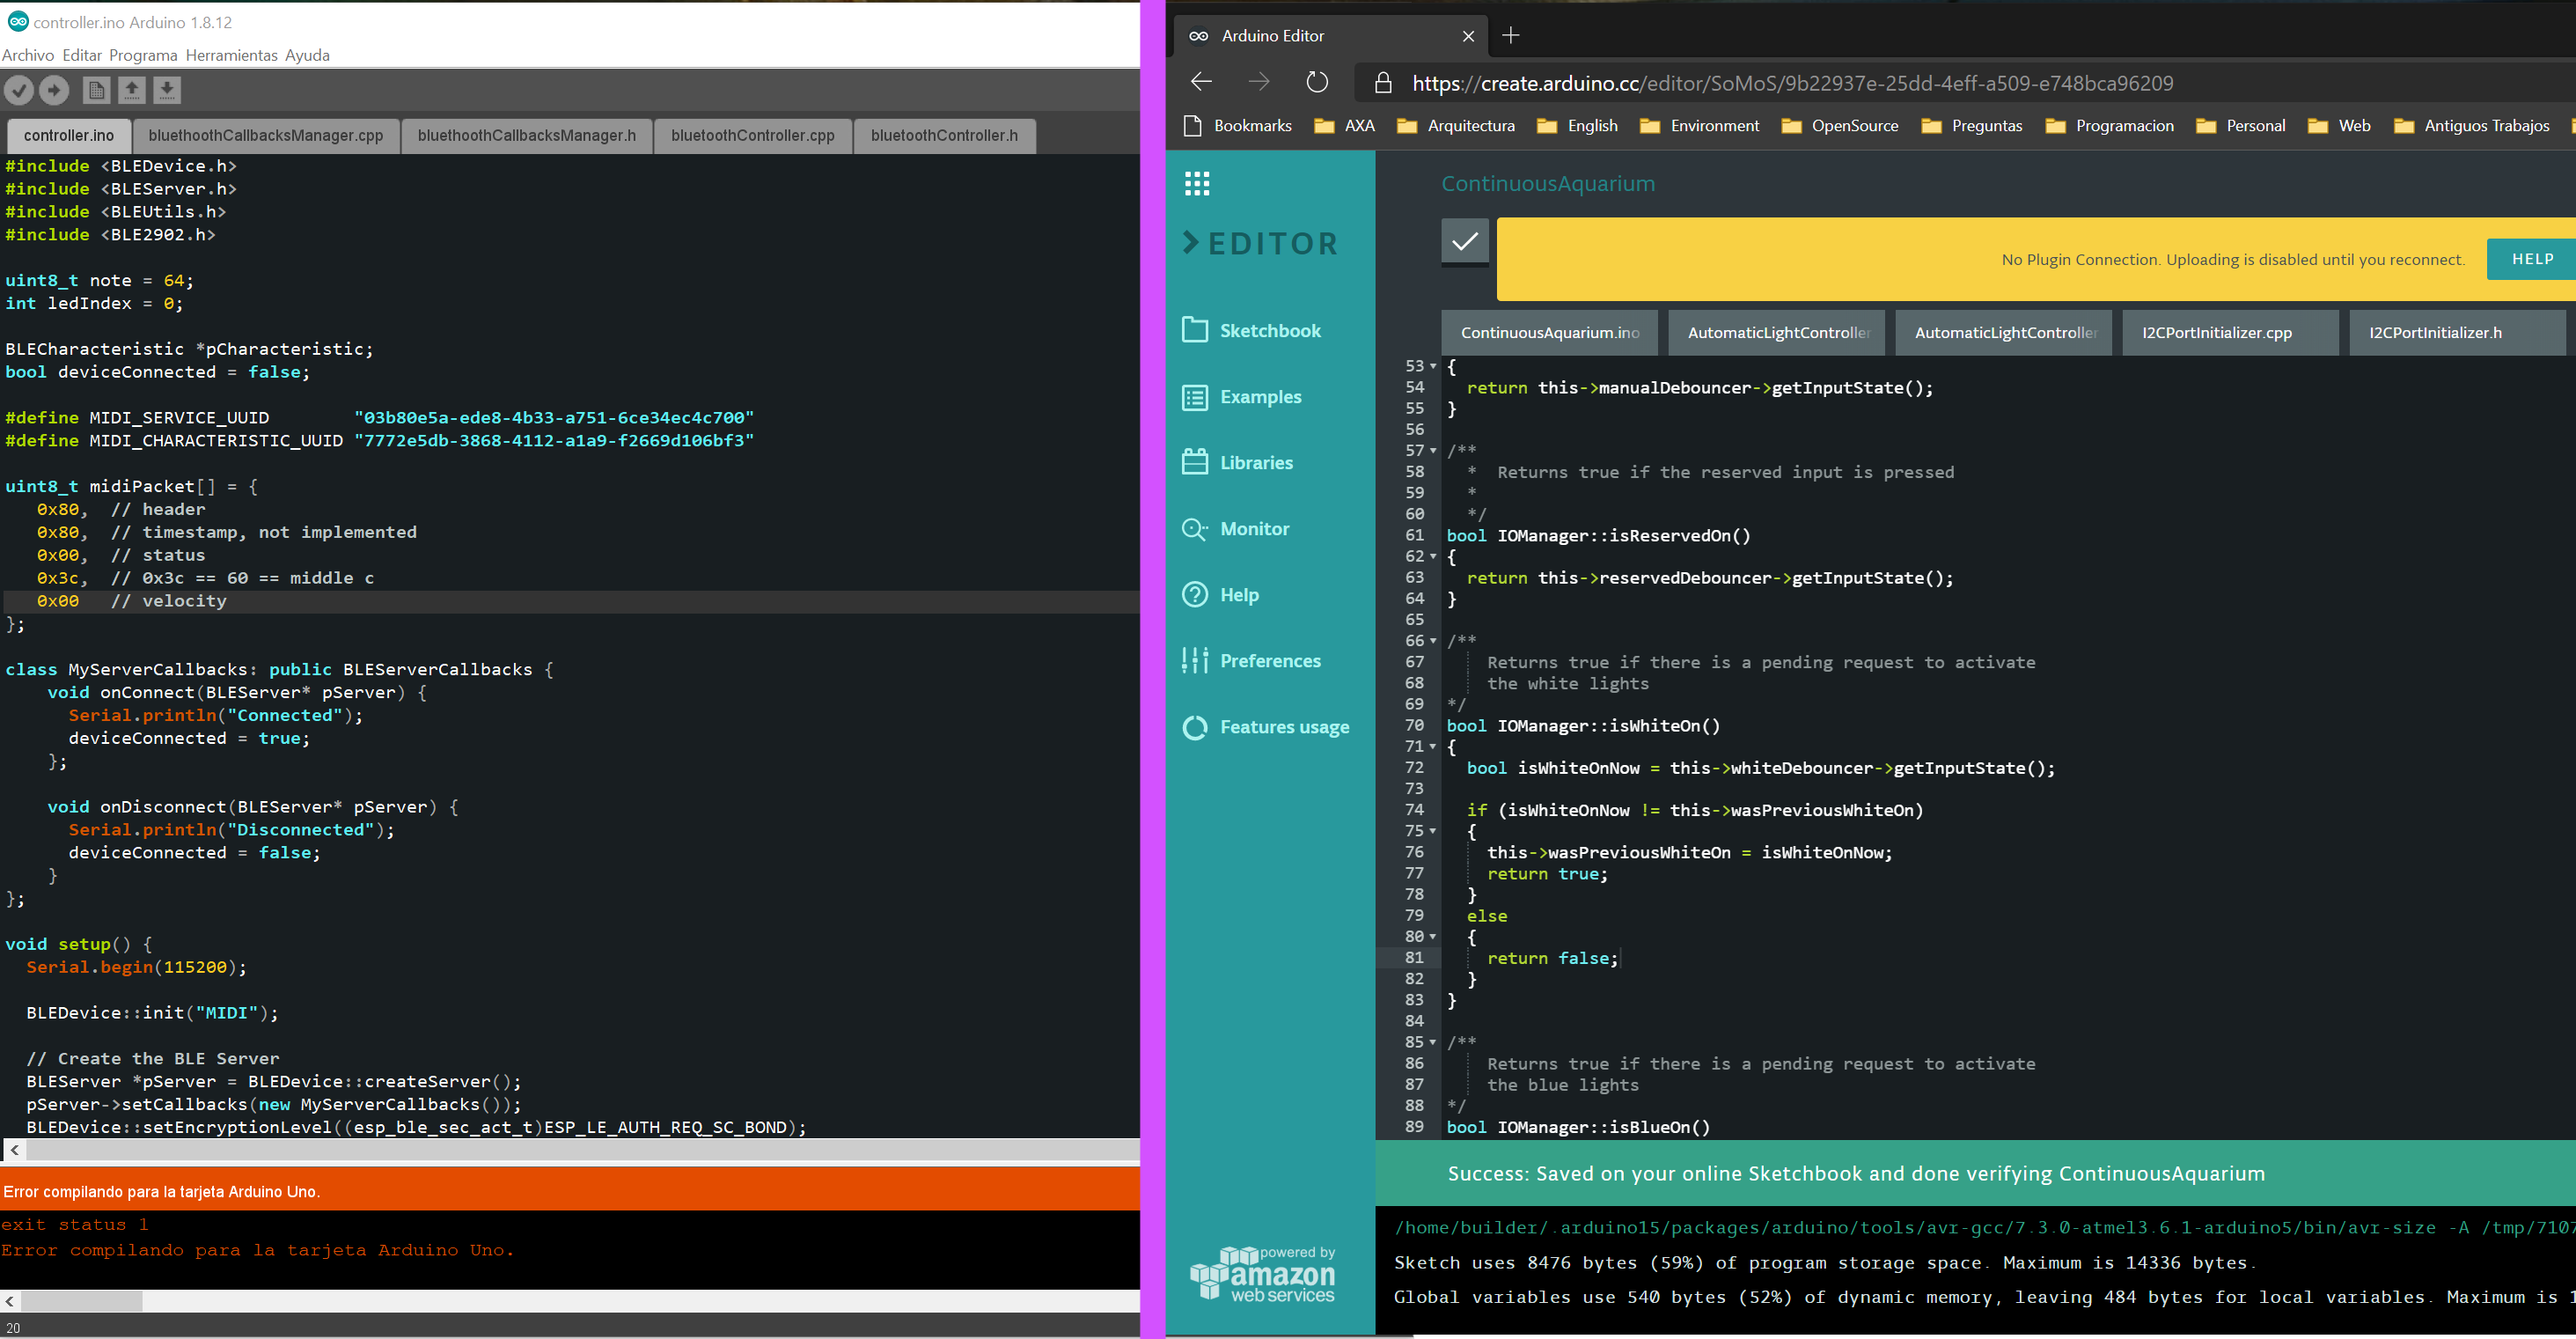 controller.ino Arduino 1.8.12
Archivo Editar Programa Herramientas Ayuda
controller.ino bluethoothCallbacksManager.cpp bluethoothCallbacksManager.h bluetoothController.cpp bluetoothController.h
#include <BLEDevice.h>
#include <BLEServer.h>
#include <BLEUtils.h>
#include <BLE2902.h>
uint8_t note = 64;
int ledIndex = 0;
BLECharacteristic *pCharacteristic;
bool deviceConnected = false;
#define MIDI_SERVICE_UUID "03b80e5a-ede8-4b33-a751-6ce34ec4c700"
#define MIDI_CHARACTERISTIC_UUID "7772e5db-3868-4112-a1a9-f2669d106bf3"
uint8_t midiPacket[] = {
0x80, // header
0x80, // timestamp, not implemented
0x00, // status
0x3c, // 0x3c == 60 == middle c
0x00 // velocity
};
class MyServerCallbacks: public BLEServerCallbacks {
void onConnect(BLEServer* pServer) {
Serial.println("Connected");
deviceConnected = true;
};
void onDisconnect(BLEServer* pServer) {
Serial.println("Disconnected");
deviceConnected = false;
}
};
void setup() {
Serial.begin(115200);
BLEDevice::init("MIDI");
// Create the BLE Server
BLEServer *pServer = BLEDevice::createServer();
pServer->setCallbacks(new MyServerCallbacks());
BLEDevice::setEncryptionLevel((esp_ble_sec_act_t)ESP_LE_AUTH_REQ_SC_BOND);
Error compilando para la tarjeta Arduino Uno.
exit status 1
Error compilando para la tarjeta Arduino Uno.
20
Arduino Editor
https://create.arduino.cc/editor/SoMoS/9b22937e-25dd-4eff-a509-e748bca96209
Bookmarks AXA Arquitectura English Environment OpenSource Preguntas Programacion Personal Web Antiguos Trabajos
EDITOR
Sketchbook
Examples
Libraries
Monitor
Help
Preferences
Features usage
powered by
amazon
web services
ContinuousAquarium
No Plugin Connection. Uploading is disabled until you reconnect. HELP
ContinuousAquarium.ino AutomaticLightController AutomaticLightController I2CPortInitializer.cpp I2CPortInitializer.h
53 {
54 return this->manualDebouncer->getInputState();
55 }
56
57 /**
58 * Returns true if the reserved input is pressed
59 *
60 */
61 bool IOManager::isReservedOn()
62 {
63 return this->reservedDebouncer->getInputState();
64 }
65
66 /**
67 Returns true if there is a pending request to activate
68 the white lights
69 */
70 bool IOManager::isWhiteOn()
71 {
72 bool isWhiteOnNow = this->whiteDebouncer->getInputState();
73
74 if (isWhiteOnNow != this->wasPreviousWhiteOn)
75 {
76 this->wasPreviousWhiteOn = isWhiteOnNow;
77 return true;
78 }
79 else
80 {
81 return false;
82 }
83 }
84
85 /**
86 Returns true if there is a pending request to activate
87 the blue lights
88 */
89 bool IOManager::isBlueOn()
Success: Saved on your online Sketchbook and done verifying ContinuousAquarium
/home/builder/.arduino15/packages/arduino/tools/avr-gcc/7.3.0-atmel3.6.1-arduino5/bin/avr-size -A /tmp/7107
Sketch uses 8476 bytes (59%) of program storage space. Maximum is 14336 bytes.
Global variables use 540 bytes (52%) of dynamic memory, leaving 484 bytes for local variables. Maximum is 1